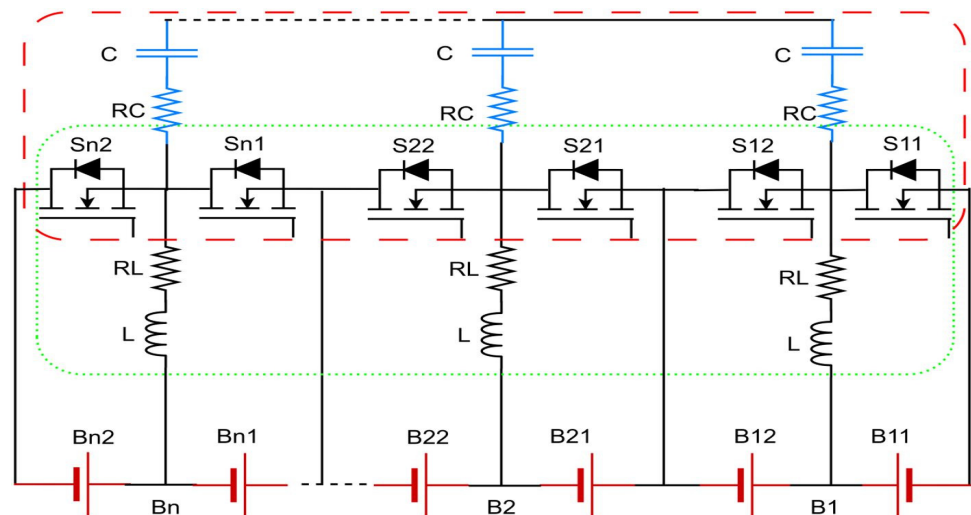 C C C
RC RC RC
Sn2 Sn1 S22 S21 S12 S11
RL RL RL
L L L
Bn2 Bn1 B22 B21 B12 B11
Bn B2 B1